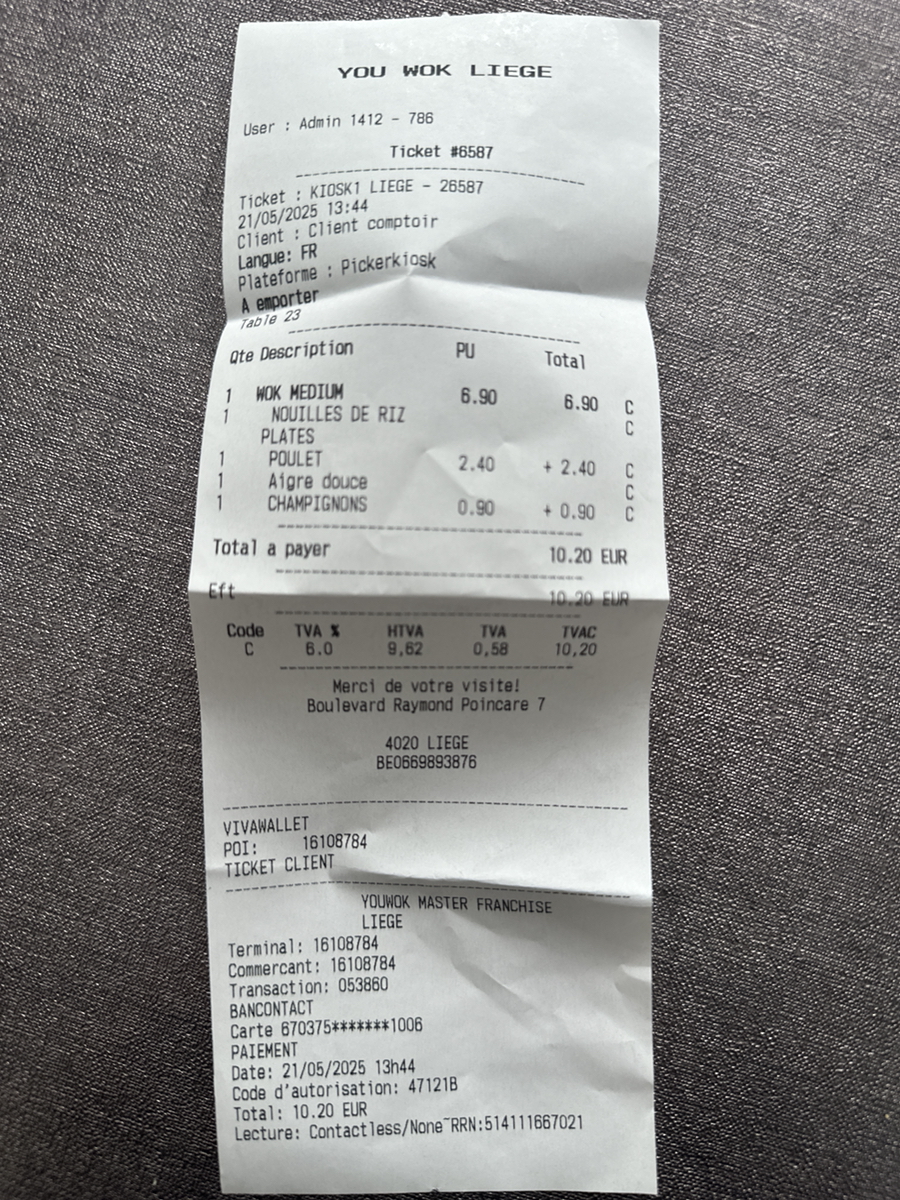 YOU WOK LIEGE
User : Admin 1412 - 786
Ticket #6587
Ticket : KIOSK1 LIEGE - 26587
21/05/2025 13:44
Client : Client comptoir
Langue: FR
Plateforme : Pickerkiosk
A emporter
Table 23
Qte Description PU Total
1 WOK MEDIUM 6.90 6.90 C
1 NOUILLES DE RIZ C
PLATES
1 POULET 2.40 + 2.40 C
1 Aigre douce C
1 CHAMPIGNONS 0.90 + 0.90 C
Total a payer 10.20 EUR
Eft 10.20 EUR
Code TVA % HTVA TVA TVAC
C 6.0 9,62 0,58 10,20
Merci de votre visite!
Boulevard Raymond Poincare 7
4020 LIEGE
BE0669893876
VIVAWALLET
POI: 16108784
TICKET CLIENT
YOUWOK MASTER FRANCHISE
LIEGE
Terminal: 16108784
Commercant: 16108784
Transaction: 053860
BANCONTACT
Carte 670375*******1006
PAIEMENT
Date: 21/05/2025 13h44
Code d'autorisation: 47121B
Total: 10.20 EUR
Lecture: Contactless/None~RRN:514111667021